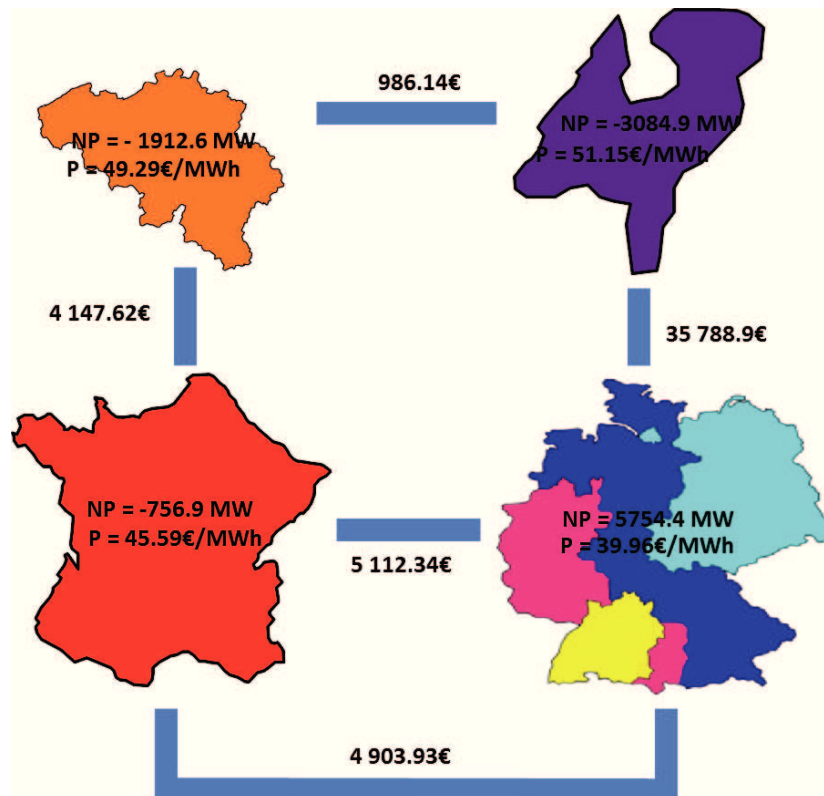 986.14€
NP = - 1912.6 MW
P = 49.29€/MWh
NP = -3084.9 MW
P = 51.15€/MWh
4 147.62€
35 788.9€
NP = -756.9 MW
P = 45.59€/MWh
NP = 5754.4 MW
P = 39.96€/MWh
5 112.34€
4 903.93€